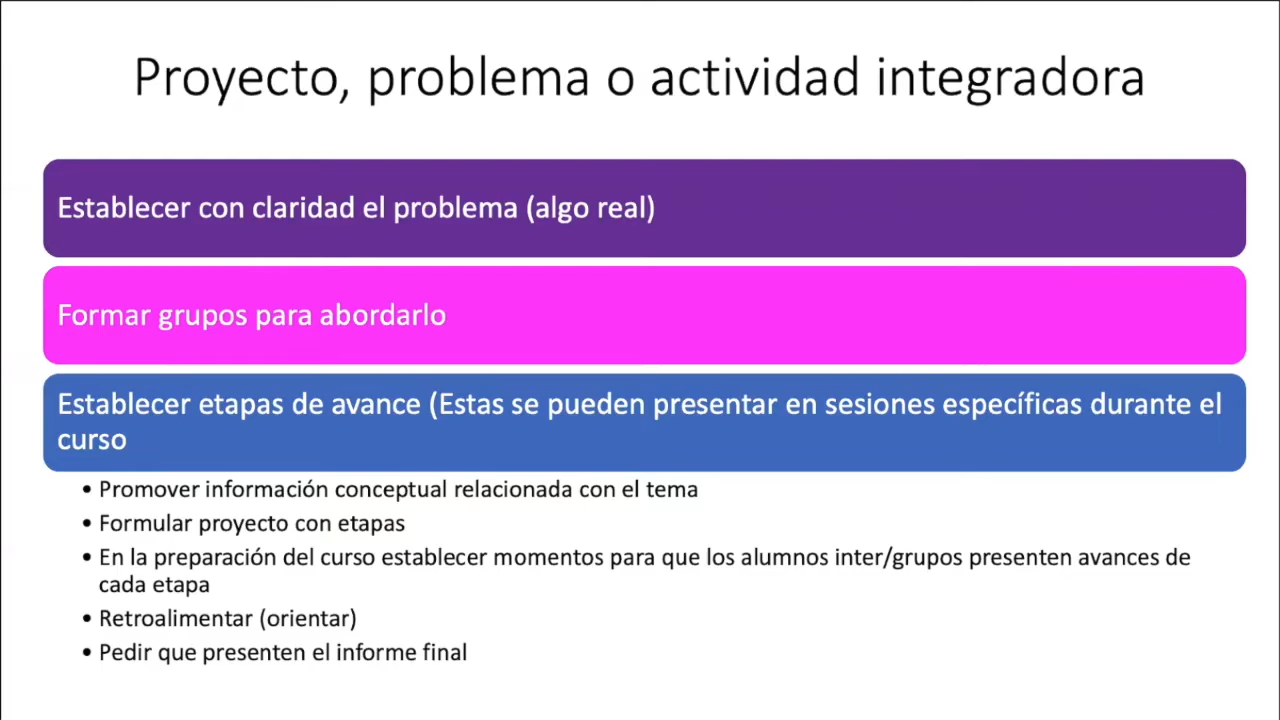 Proyecto, problema o actividad integradora
Establecer con claridad el problema (algo real)
Formar grupos para abordarlo
Establecer etapas de avance (Estas se pueden presentar en sesiones específicas durante el
curso
• Promover información conceptual relacionada con el tema
• Formular proyecto con etapas
• En la preparación del curso establecer momentos para que los alumnos inter/grupos presenten avances de
cada etapa
• Retroalimentar (orientar)
• Pedir que presenten el informe final